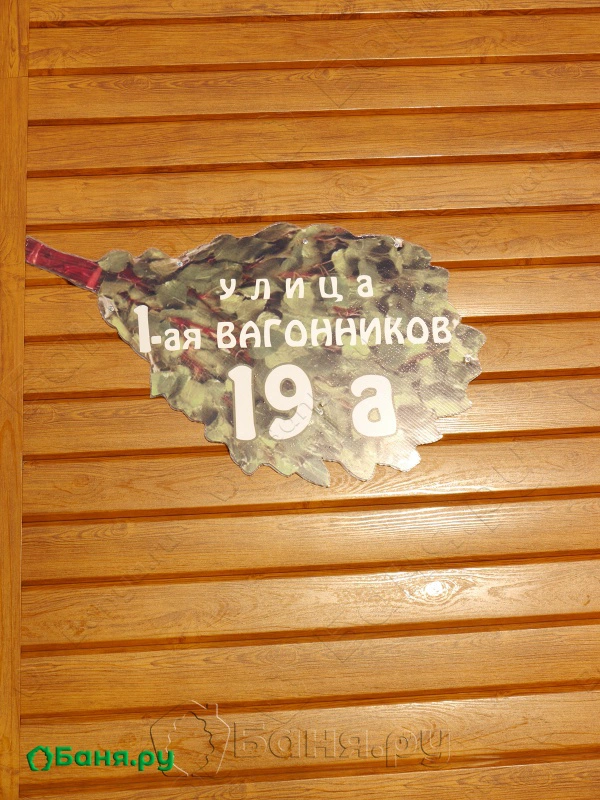 улица
1-ая ВАГОННИКОВ
19 а
Баня.ру
Баня.ру